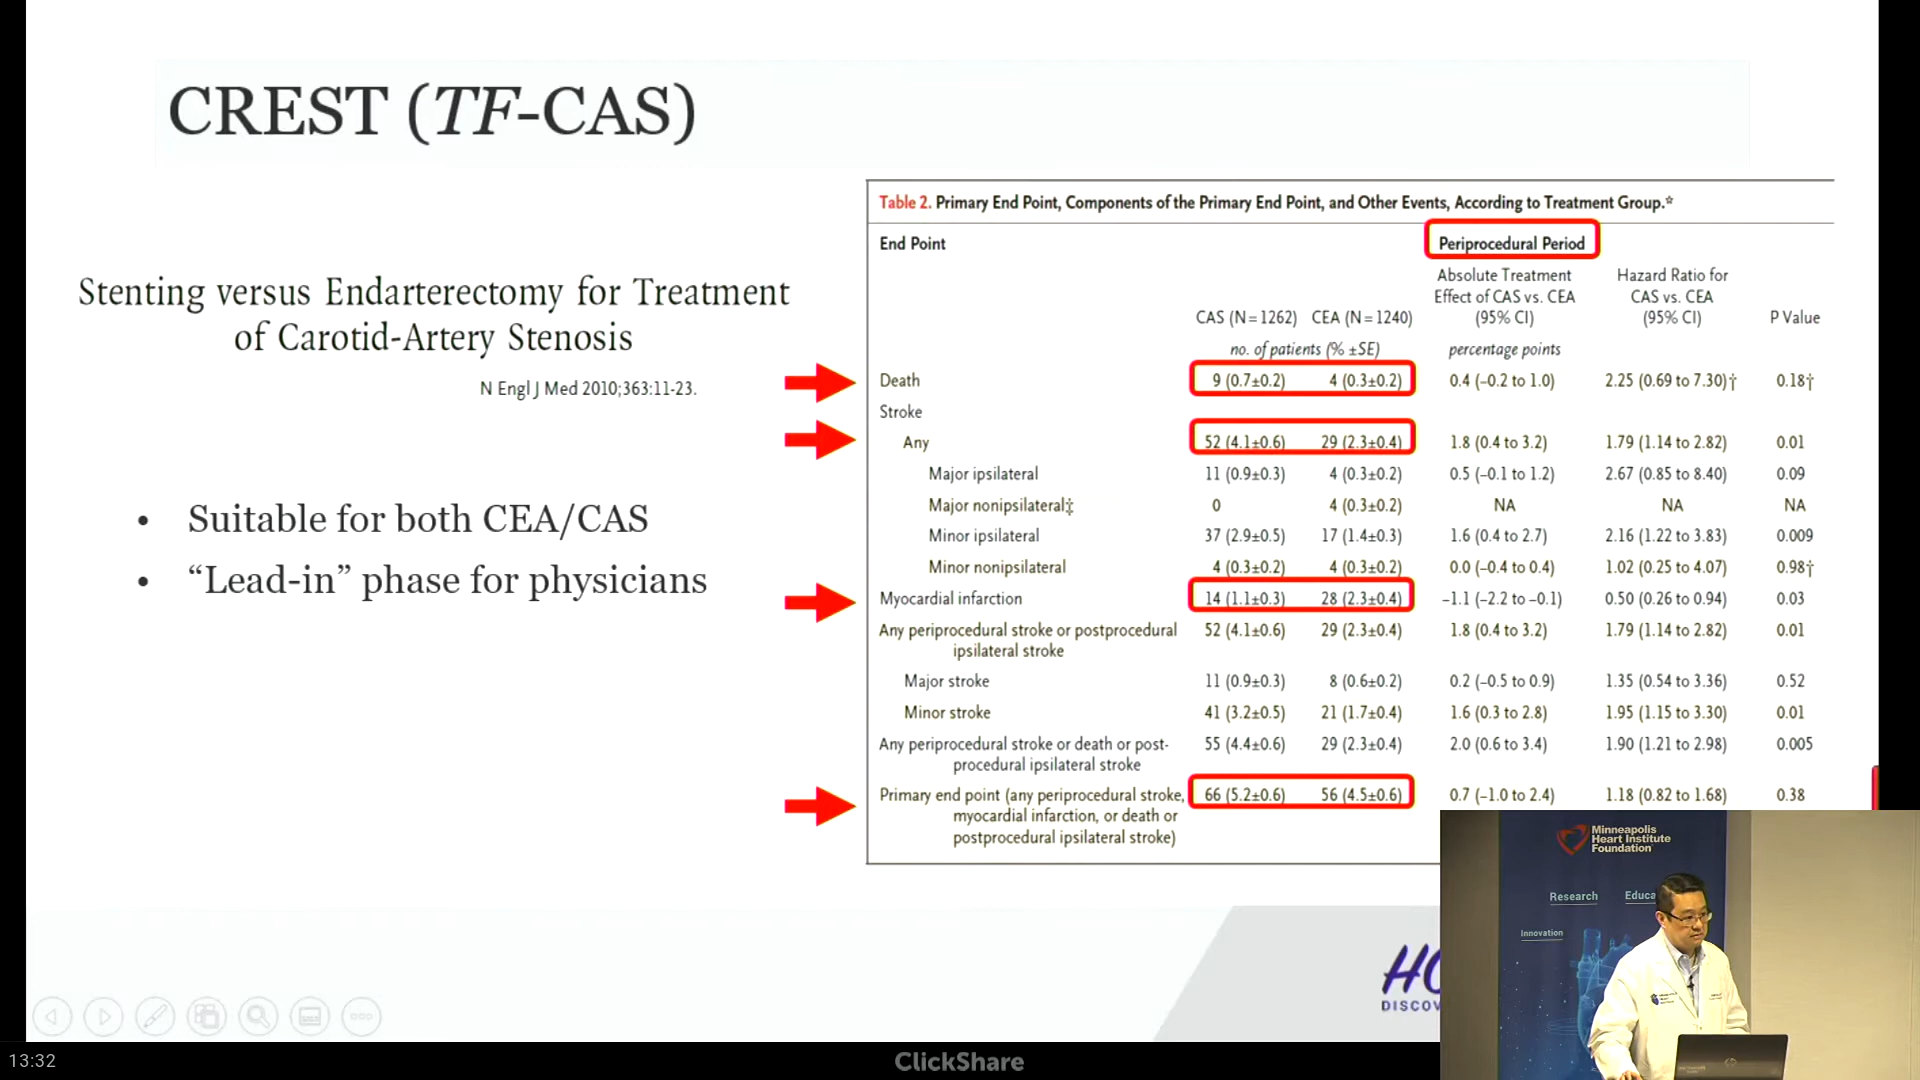 CREST (TF-CAS)
Stenting versus Endarterectomy for Treatment
of Carotid-Artery Stenosis
N Engl J Med 2010;363:11-23.
• Suitable for both CEA/CAS
• “Lead-in” phase for physicians
Table 2. Primary End Point, Components of the Primary End Point, and Other Events, According to Treatment Group.*
End Point Periprocedural Period
Absolute Treatment Hazard Ratio for
Effect of CAS vs. CEA CAS vs. CEA
CAS (N=1262) CEA (N=1240) (95% CI) (95% CI) P Value
no. of patients (% ±SE) percentage points
Death 9 (0.7±0.2) 4 (0.3±0.2) 0.4 (–0.2 to 1.0) 2.25 (0.69 to 7.30)† 0.18†
Stroke
Any 52 (4.1±0.6) 29 (2.3±0.4) 1.8 (0.4 to 3.2) 1.79 (1.14 to 2.82) 0.01
Major ipsilateral 11 (0.9±0.3) 4 (0.3±0.2) 0.5 (–0.1 to 1.2) 2.67 (0.85 to 8.40) 0.09
Major nonipsilateral‡ 0 4 (0.3±0.2) NA NA NA
Minor ipsilateral 37 (2.9±0.5) 17 (1.4±0.3) 1.6 (0.4 to 2.7) 2.16 (1.22 to 3.83) 0.009
Minor nonipsilateral 4 (0.3±0.2) 4 (0.3±0.2) 0.0 (–0.4 to 0.4) 1.02 (0.25 to 4.07) 0.98†
Myocardial infarction 14 (1.1±0.3) 28 (2.3±0.4) –1.1 (–2.2 to –0.1) 0.50 (0.26 to 0.94) 0.03
Any periprocedural stroke or postprocedural 52 (4.1±0.6) 29 (2.3±0.4) 1.8 (0.4 to 3.2) 1.79 (1.14 to 2.82) 0.01
ipsilateral stroke
Major stroke 11 (0.9±0.3) 8 (0.6±0.2) 0.2 (–0.5 to 0.9) 1.35 (0.54 to 3.36) 0.52
Minor stroke 41 (3.2±0.5) 21 (1.7±0.4) 1.6 (0.3 to 2.8) 1.95 (1.15 to 3.30) 0.01
Any periprocedural stroke or death or post- 55 (4.4±0.6) 29 (2.3±0.4) 2.0 (0.6 to 3.4) 1.90 (1.21 to 2.98) 0.005
procedural ipsilateral stroke
Primary end point (any periprocedural stroke, 66 (5.2±0.6) 56 (4.5±0.6) 0.7 (–1.0 to 2.4) 1.18 (0.82 to 1.68) 0.38
myocardial infarction, or death or
postprocedural ipsilateral stroke)
Minneapolis
Heart Institute
Foundation
Research Educa
Innovation
HO
DISCOV
13:32
ClickShare